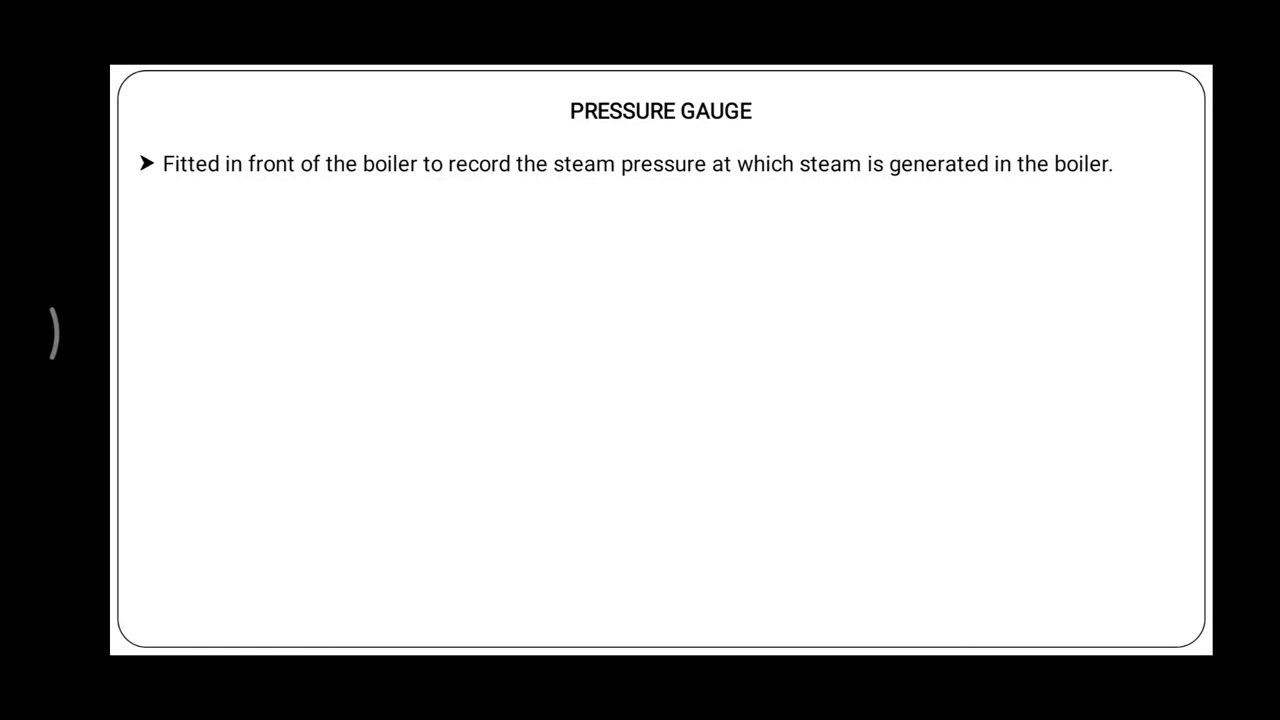 PRESSURE GAUGE
➤ Fitted in front of the boiler to record the steam pressure at which steam is generated in the boiler.